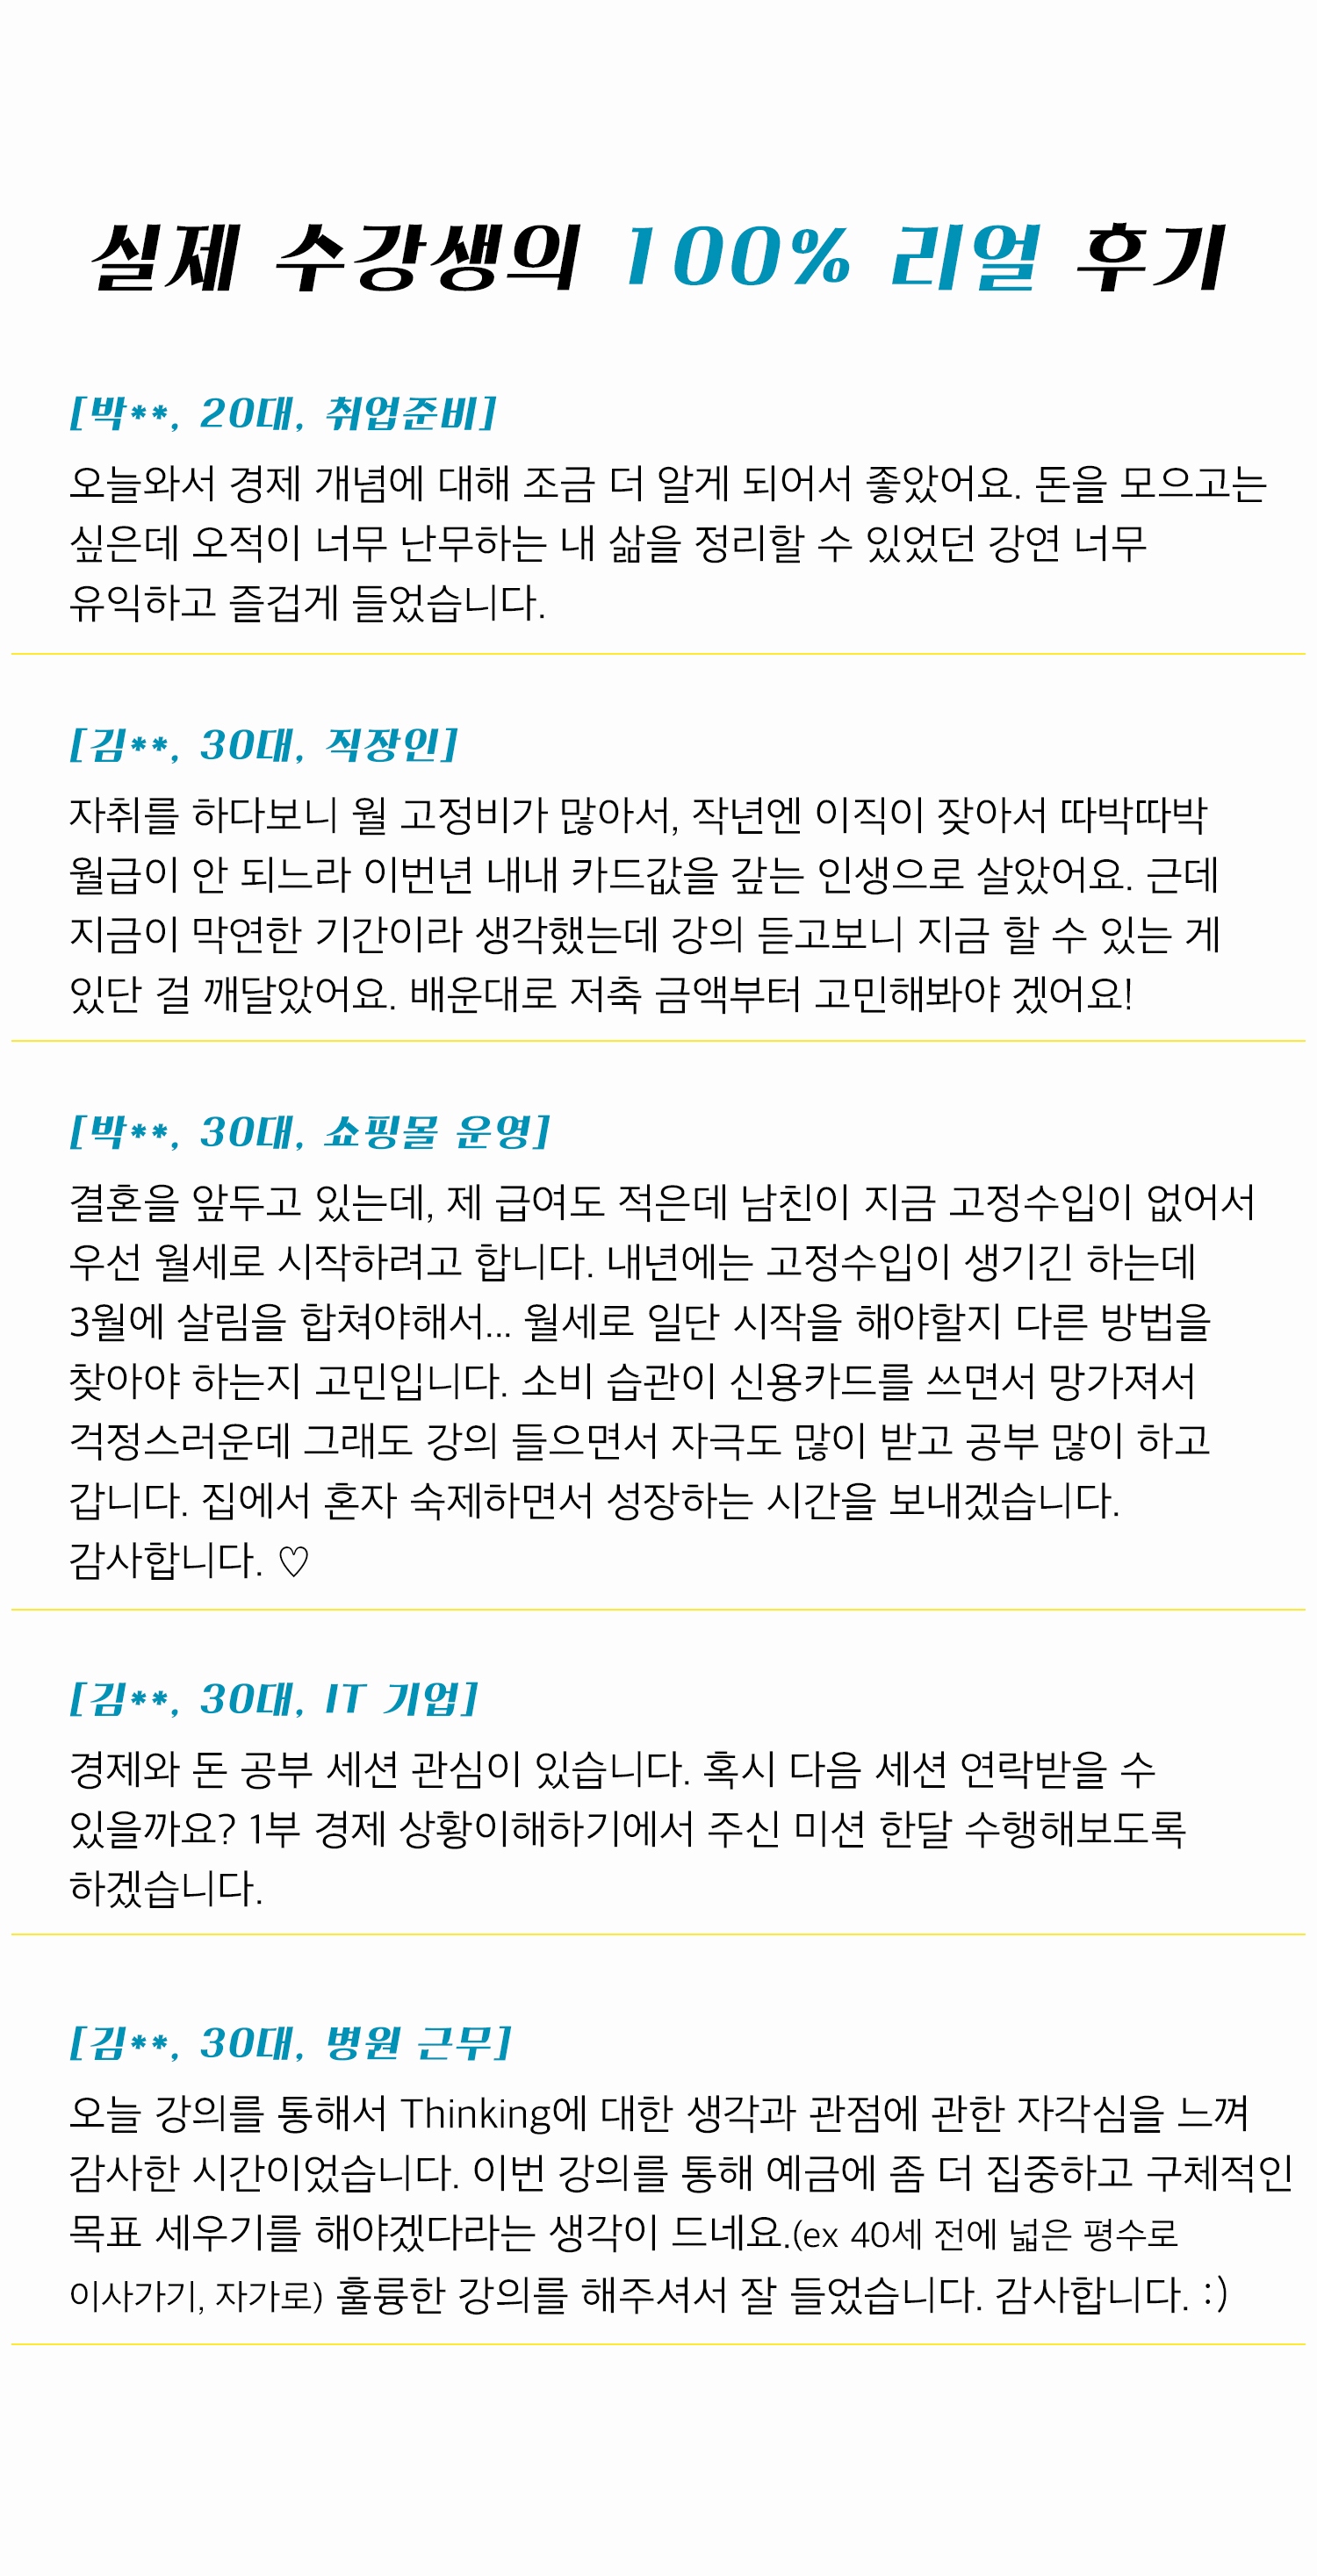 실제 수강생의 100% 리얼 후기
[박**, 20대, 취업준비]
오늘와서 경제 개념에 대해 조금 더 알게 되어서 좋았어요. 돈을 모으고는
싶은데 오적이 너무 난무하는 내 삶을 정리할 수 있었던 강연 너무
유익하고 즐겁게 들었습니다.
[김**, 30대, 직장인]
자취를 하다보니 월 고정비가 많아서, 작년엔 이직이 잦아서 따박따박
월급이 안 되느라 이번년 내내 카드값을 갚는 인생으로 살았어요. 근데
지금이 막연한 기간이라 생각했는데 강의 듣고보니 지금 할 수 있는 게
있단 걸 깨달았어요. 배운대로 저축 금액부터 고민해봐야 겠어요!
[박**, 30대, 쇼핑몰 운영]
결혼을 앞두고 있는데, 제 급여도 적은데 남친이 지금 고정수입이 없어서
우선 월세로 시작하려고 합니다. 내년에는 고정수입이 생기긴 하는데
3월에 살림을 합쳐야해서... 월세로 일단 시작을 해야할지 다른 방법을
찾아야 하는지 고민입니다. 소비 습관이 신용카드를 쓰면서 망가져서
걱정스러운데 그래도 강의 들으면서 자극도 많이 받고 공부 많이 하고
갑니다. 집에서 혼자 숙제하면서 성장하는 시간을 보내겠습니다.
감사합니다. ♡
[김**, 30대, IT 기업]
경제와 돈 공부 세션 관심이 있습니다. 혹시 다음 세션 연락받을 수
있을까요? 1부 경제 상황이해하기에서 주신 미션 한달 수행해보도록
하겠습니다.
[김**, 30대, 병원 근무]
오늘 강의를 통해서 Thinking에 대한 생각과 관점에 관한 자각심을 느껴
감사한 시간이었습니다. 이번 강의를 통해 예금에 좀 더 집중하고 구체적인
목표 세우기를 해야겠다라는 생각이 드네요.(ex 40세 전에 넓은 평수로
이사가기, 자가로) 훌륭한 강의를 해주셔서 잘 들었습니다. 감사합니다. :)